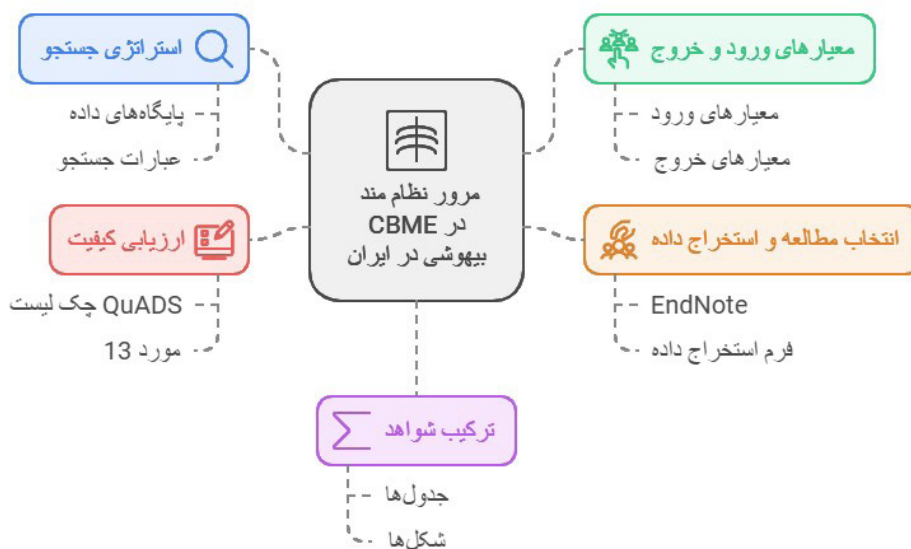 معیارهای ورود و خروج
معیارهای ورود
معیارهای خروج
استراتژی جستجو
پایگاه‌های داده
عبارات جستجو
مرور نظام مند
در CBME
بیهوشی در ایران
انتخاب مطالعه و استخراج داده
EndNote
فرم استخراج داده
ارزیابی کیفیت
QuADS چک لیست
13 مورد
ترکیب شواهد
جدول‌ها
شکل‌ها